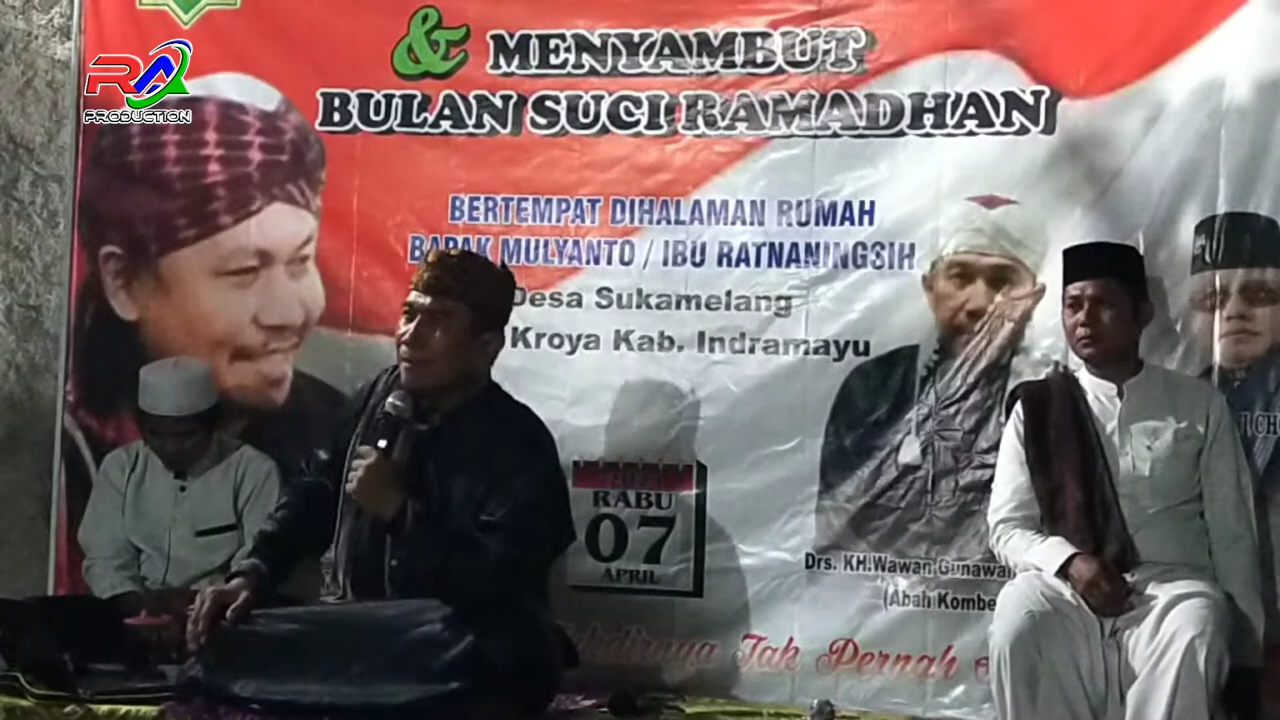 RA
PRODUCTION
& MENYAMBUT
BULAN SUCI RAMADHAN
BERTEMPAT DIHALAMAN RUMAH
BAPAK MULYANTO / IBU RATNANINGSIH
Desa Sukamelang
Kroya Kab. Indramayu
RABU
07
APRIL
Drs. KH.Wawan Gunawan
(Abah Kombe
Tak Pernah